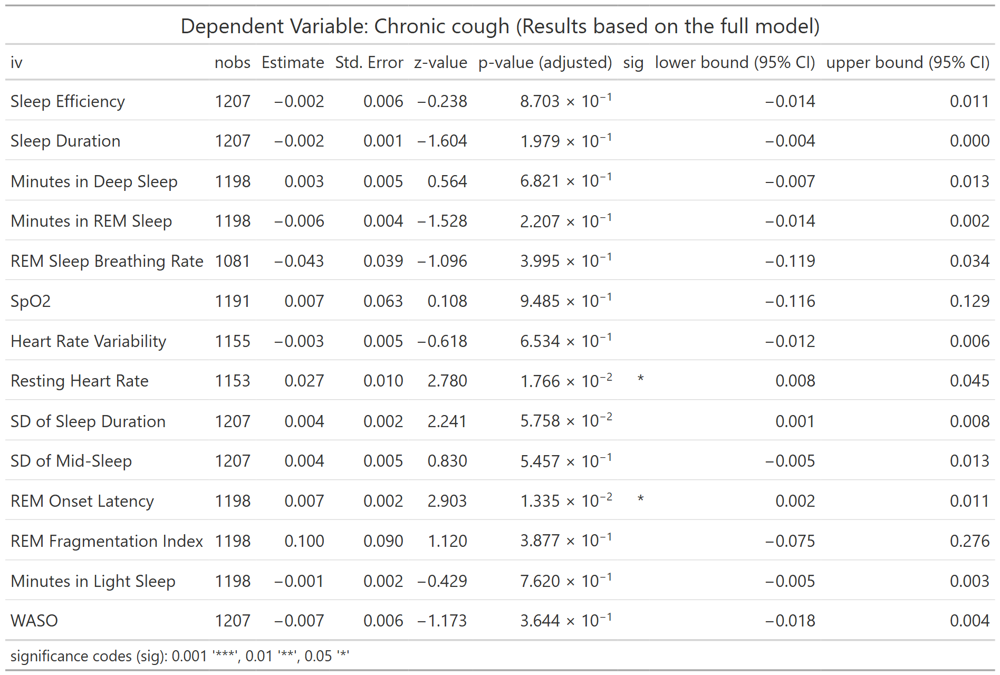 Dependent Variable: Chronic cough (Results based on the full model)
iv nobs Estimate Std. Error z-value p-value (adjusted) sig lower bound (95% CI) upper bound (95% CI)
Sleep Efficiency 1207 −0.002 0.006 −0.238 8.703 × 10⁻¹ −0.014 0.011
Sleep Duration 1207 −0.002 0.001 −1.604 1.979 × 10⁻¹ −0.004 0.000
Minutes in Deep Sleep 1198 0.003 0.005 0.564 6.821 × 10⁻¹ −0.007 0.013
Minutes in REM Sleep 1198 −0.006 0.004 −1.528 2.207 × 10⁻¹ −0.014 0.002
REM Sleep Breathing Rate 1081 −0.043 0.039 −1.096 3.995 × 10⁻¹ −0.119 0.034
SpO2 1191 0.007 0.063 0.108 9.485 × 10⁻¹ −0.116 0.129
Heart Rate Variability 1155 −0.003 0.005 −0.618 6.534 × 10⁻¹ −0.012 0.006
Resting Heart Rate 1153 0.027 0.010 2.780 1.766 × 10⁻² * 0.008 0.045
SD of Sleep Duration 1207 0.004 0.002 2.241 5.758 × 10⁻² 0.001 0.008
SD of Mid-Sleep 1207 0.004 0.005 0.830 5.457 × 10⁻¹ −0.005 0.013
REM Onset Latency 1198 0.007 0.002 2.903 1.335 × 10⁻² * 0.002 0.011
REM Fragmentation Index 1198 0.100 0.090 1.120 3.877 × 10⁻¹ −0.075 0.276
Minutes in Light Sleep 1198 −0.001 0.002 −0.429 7.620 × 10⁻¹ −0.005 0.003
WASO 1207 −0.007 0.006 −1.173 3.644 × 10⁻¹ −0.018 0.004
significance codes (sig): 0.001 '***', 0.01 '**', 0.05 '*'